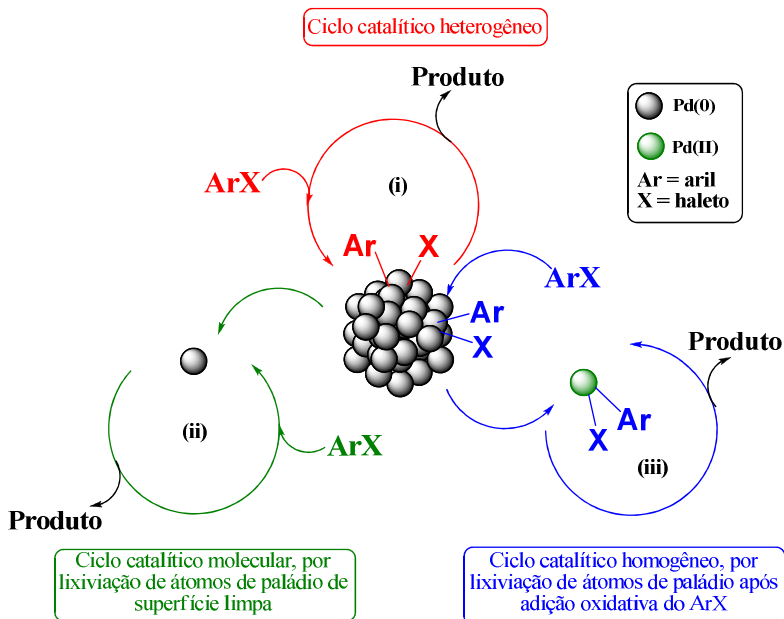 Ciclo catalítico heterogêneo
Produto
Pd(0)
Pd(II)
Ar = aril
X = haleto
ArX
(i)
Ar
X
ArX
Ar
X
Produto
(ii)
ArX
X
Ar
(iii)
Produto
Ciclo catalítico molecular, por
lixiviação de átomos de paládio de
superfície limpa
Ciclo catalítico homogêneo, por
lixiviação de átomos de paládio após
adição oxidativa do ArX